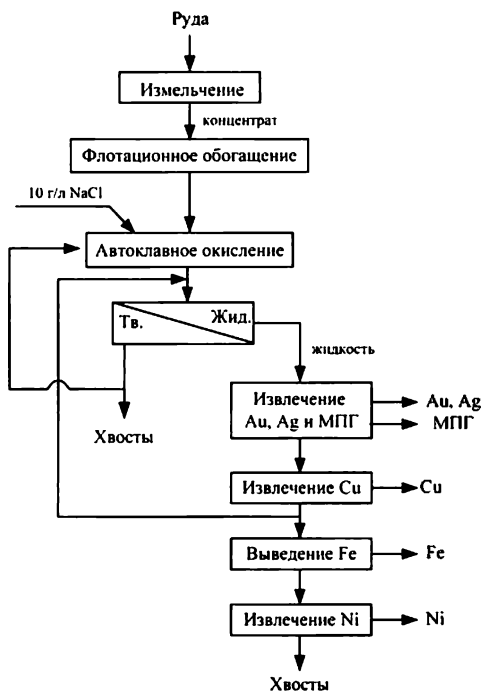 Руда
Измельчение
концентрат
Флотационное обогащение
10 г/л NaCl
Автоклавное окисление
Тв.
Жид.
жидкость
Извлечение
Au, Ag и МПГ
Au, Ag
МПГ
Хвосты
Извлечение Cu
Cu
Выведение Fe
Fe
Извлечение Ni
Ni
Хвосты